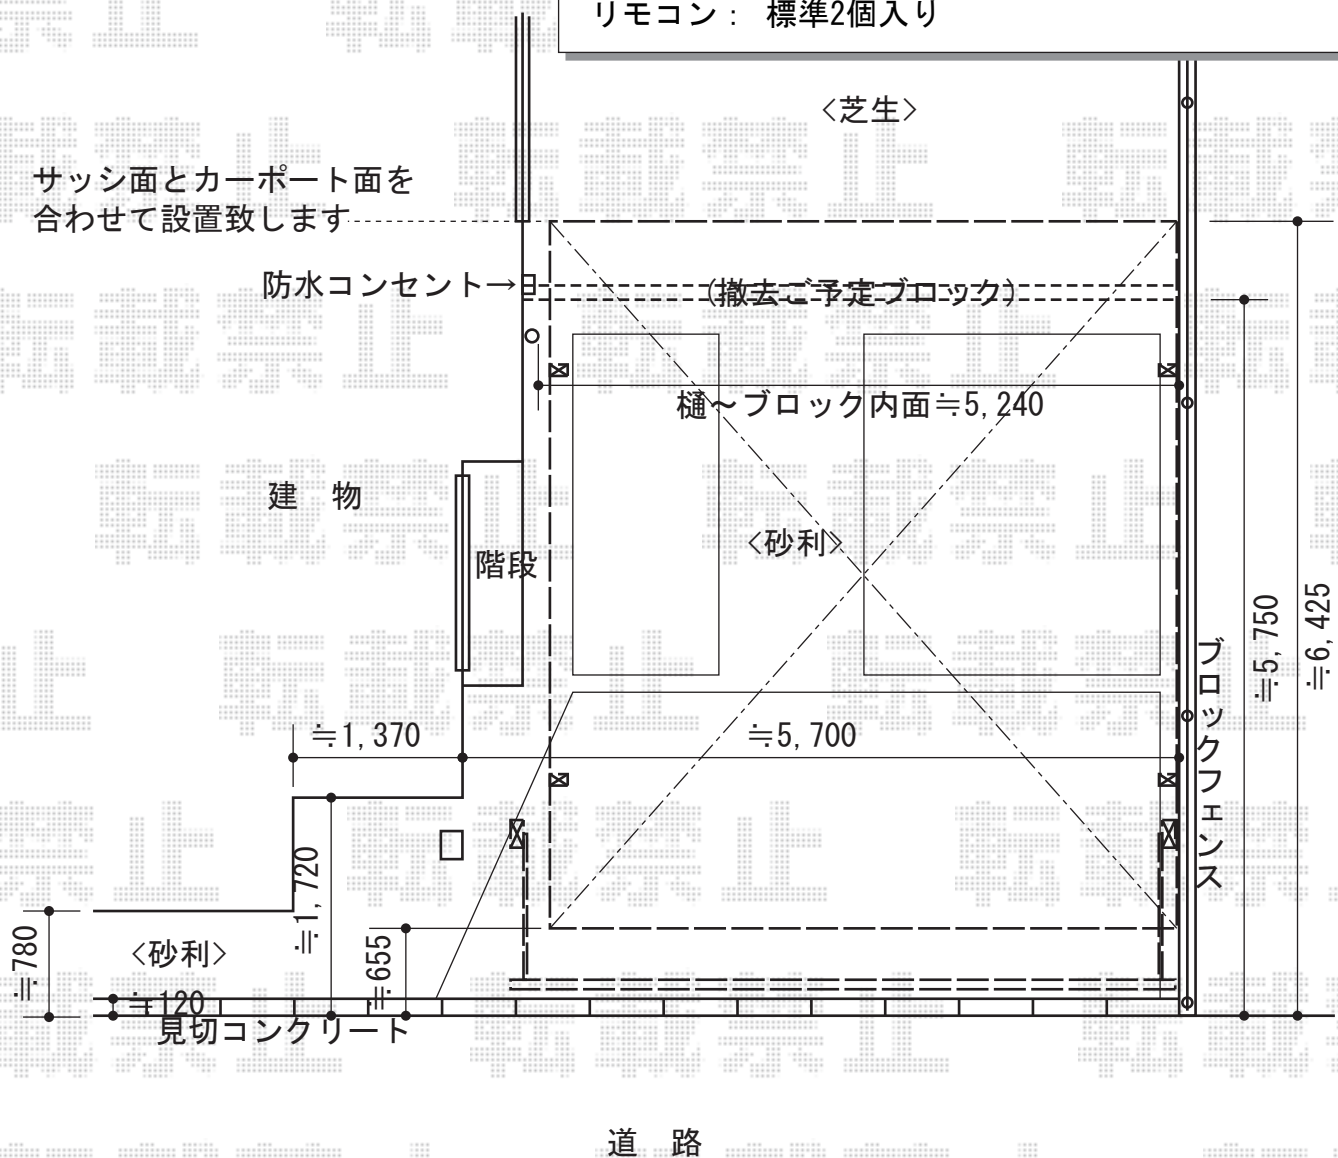 リモコン： 標準2個入り
<芝生>
サッシ面とカーポート面を
合わせて設置致します
防水コンセント→
(撤去ご予定ブロック)
樋～ブロック内面≒5,240
建 物
<砂利>
階段
≒5,750
≒6,425
ブロックフェンス
≒1,370
≒5,700
≒1,720
≒780
<砂利>
≒655
≒120
見切コンクリート
道 路
転載禁止